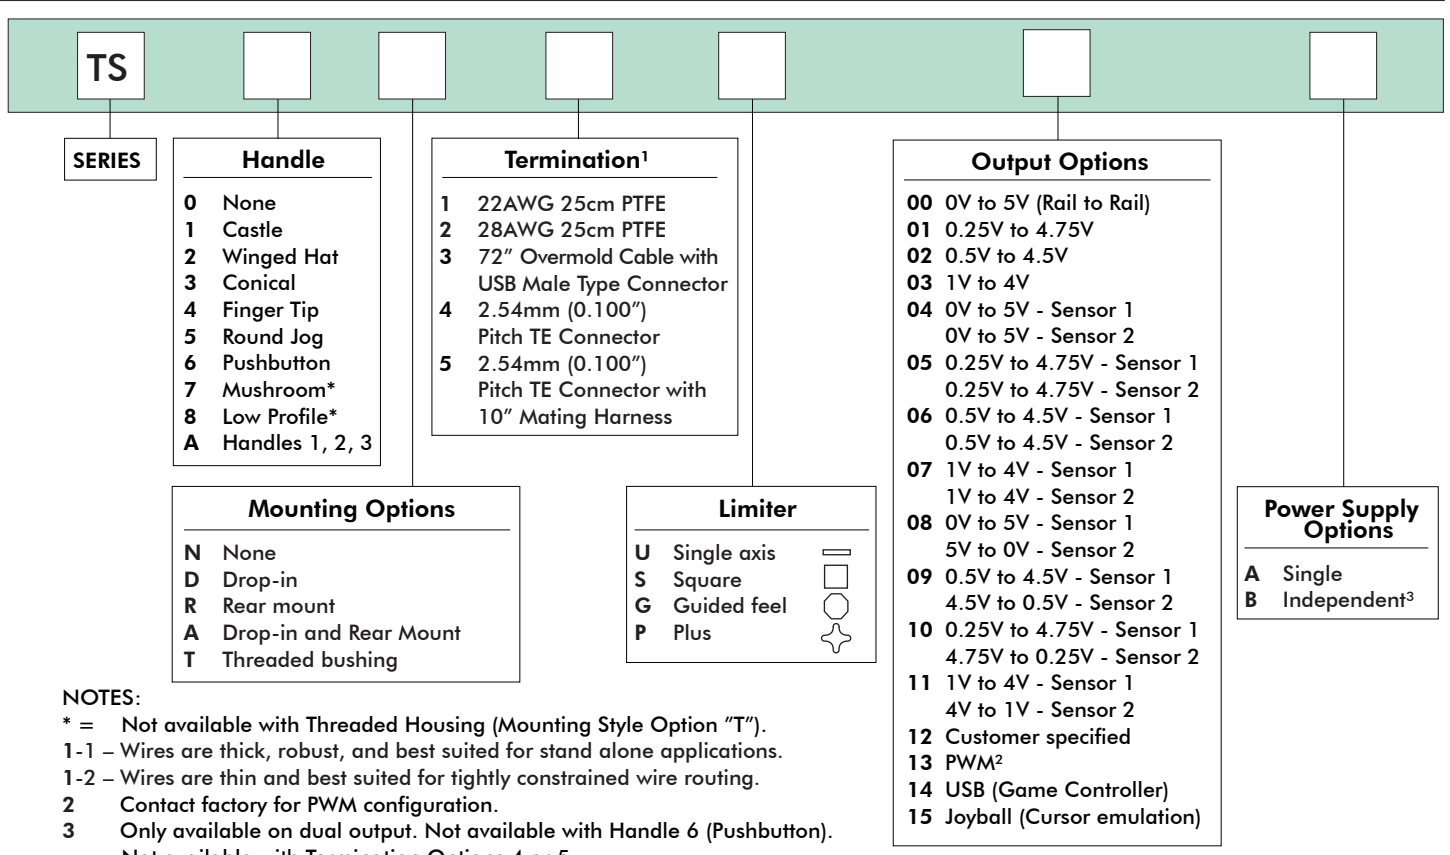 TS
SERIES
Handle
0 None
1 Castle
2 Winged Hat
3 Conical
4 Finger Tip
5 Round Jog
6 Pushbutton
7 Mushroom*
8 Low Profile*
A Handles 1, 2, 3
Termination¹
1 22AWG 25cm PTFE
2 28AWG 25cm PTFE
3 72” Overmold Cable with
USB Male Type Connector
4 2.54mm (0.100”)
Pitch TE Connector
5 2.54mm (0.100”)
Pitch TE Connector with
10” Mating Harness
Output Options
00 0V to 5V (Rail to Rail)
01 0.25V to 4.75V
02 0.5V to 4.5V
03 1V to 4V
04 0V to 5V - Sensor 1
0V to 5V - Sensor 2
05 0.25V to 4.75V - Sensor 1
0.25V to 4.75V - Sensor 2
06 0.5V to 4.5V - Sensor 1
0.5V to 4.5V - Sensor 2
07 1V to 4V - Sensor 1
1V to 4V - Sensor 2
08 0V to 5V - Sensor 1
5V to 0V - Sensor 2
09 0.5V to 4.5V - Sensor 1
4.5V to 0.5V - Sensor 2
10 0.25V to 4.75V - Sensor 1
4.75V to 0.25V - Sensor 2
11 1V to 4V - Sensor 1
4V to 1V - Sensor 2
12 Customer specified
13 PWM²
14 USB (Game Controller)
15 Joyball (Cursor emulation)
Mounting Options
N None
D Drop-in
R Rear mount
A Drop-in and Rear Mount
T Threaded bushing
Limiter
U Single axis
S Square
G Guided feel
P Plus
Power Supply
Options
A Single
B Independent³
NOTES:
* = Not available with Threaded Housing (Mounting Style Option ”T”).
1-1 – Wires are thick, robust, and best suited for stand alone applications.
1-2 – Wires are thin and best suited for tightly constrained wire routing.
2 Contact factory for PWM configuration.
3 Only available on dual output. Not available with Handle 6 (Pushbutton).
Not available with Termination Options 4 or 5